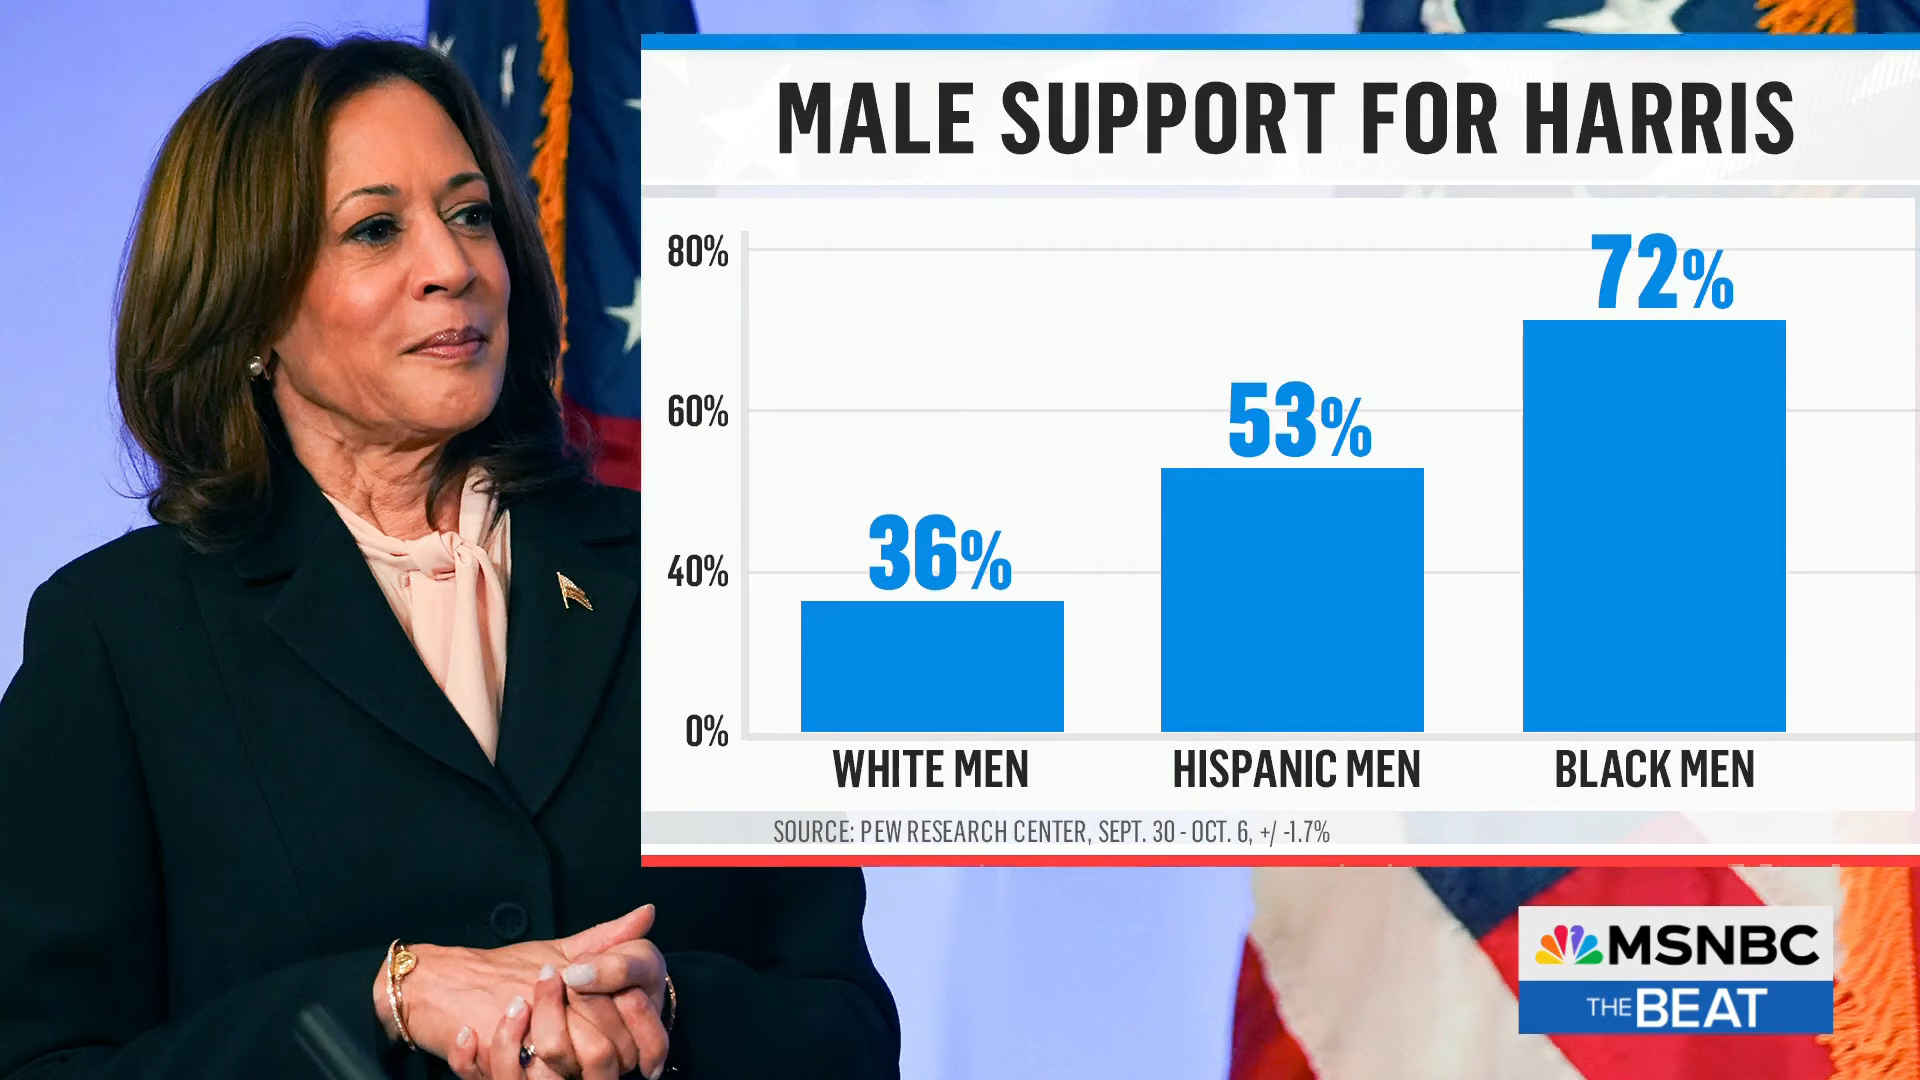 MALE SUPPORT FOR HARRIS
80%
60%
40%
0%
36%
53%
72%
WHITE MEN
HISPANIC MEN
BLACK MEN
SOURCE: PEW RESEARCH CENTER, SEPT. 30 - OCT. 6, +/ -1.7%
MSNBC
THE BEAT